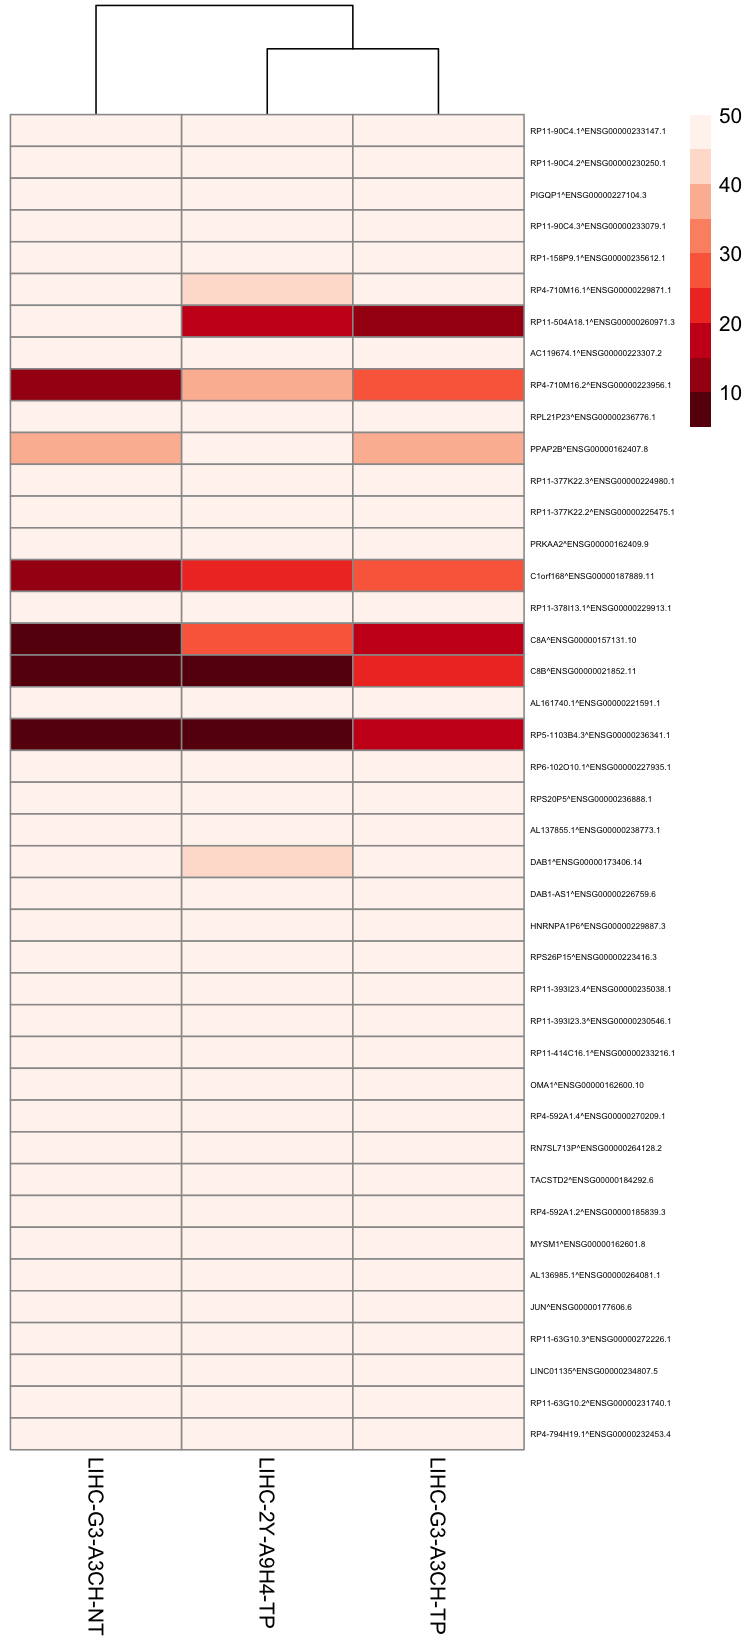 50
40
30
20
10
RP11-90C4.1^ENSG00000233147.1
RP11-90C4.2^ENSG00000230250.1
PIGQP1^ENSG00000227104.3
RP11-90C4.3^ENSG00000233079.1
RP1-158P9.1^ENSG00000235612.1
RP4-710M16.1^ENSG00000229871.1
RP11-504A18.1^ENSG00000260971.3
AC119674.1^ENSG00000223307.2
RP4-710M16.2^ENSG00000223956.1
RPL21P23^ENSG00000236776.1
PPAP2B^ENSG00000162407.8
RP11-377K22.3^ENSG00000224980.1
RP11-377K22.2^ENSG00000225475.1
PRKAA2^ENSG00000162409.9
C1orf168^ENSG00000187889.11
RP11-378I13.1^ENSG00000229913.1
C8A^ENSG00000157131.10
C8B^ENSG00000021852.11
AL161740.1^ENSG00000221591.1
RP5-1103B4.3^ENSG00000236341.1
RP6-102O10.1^ENSG00000227935.1
RPS20P5^ENSG00000236888.1
AL137855.1^ENSG00000238773.1
DAB1^ENSG00000173406.14
DAB1-AS1^ENSG00000226759.6
HNRNPA1P6^ENSG00000229887.3
RPS26P15^ENSG00000223416.3
RP11-393I23.4^ENSG00000235038.1
RP11-393I23.3^ENSG00000230546.1
RP11-414C16.1^ENSG00000233216.1
OMA1^ENSG00000162600.10
RP4-592A1.4^ENSG00000270209.1
RN7SL713P^ENSG00000264128.2
TACSTD2^ENSG00000184292.6
RP4-592A1.2^ENSG00000185839.3
MYSM1^ENSG00000162601.8
AL136985.1^ENSG00000264081.1
JUN^ENSG00000177606.6
RP11-63G10.3^ENSG00000272226.1
LINC01135^ENSG00000234807.5
RP11-63G10.2^ENSG00000231740.1
RP4-794H19.1^ENSG00000232453.4
LIHC-G3-A3CH-NT
LIHC-2Y-A9H4-TP
LIHC-G3-A3CH-TP